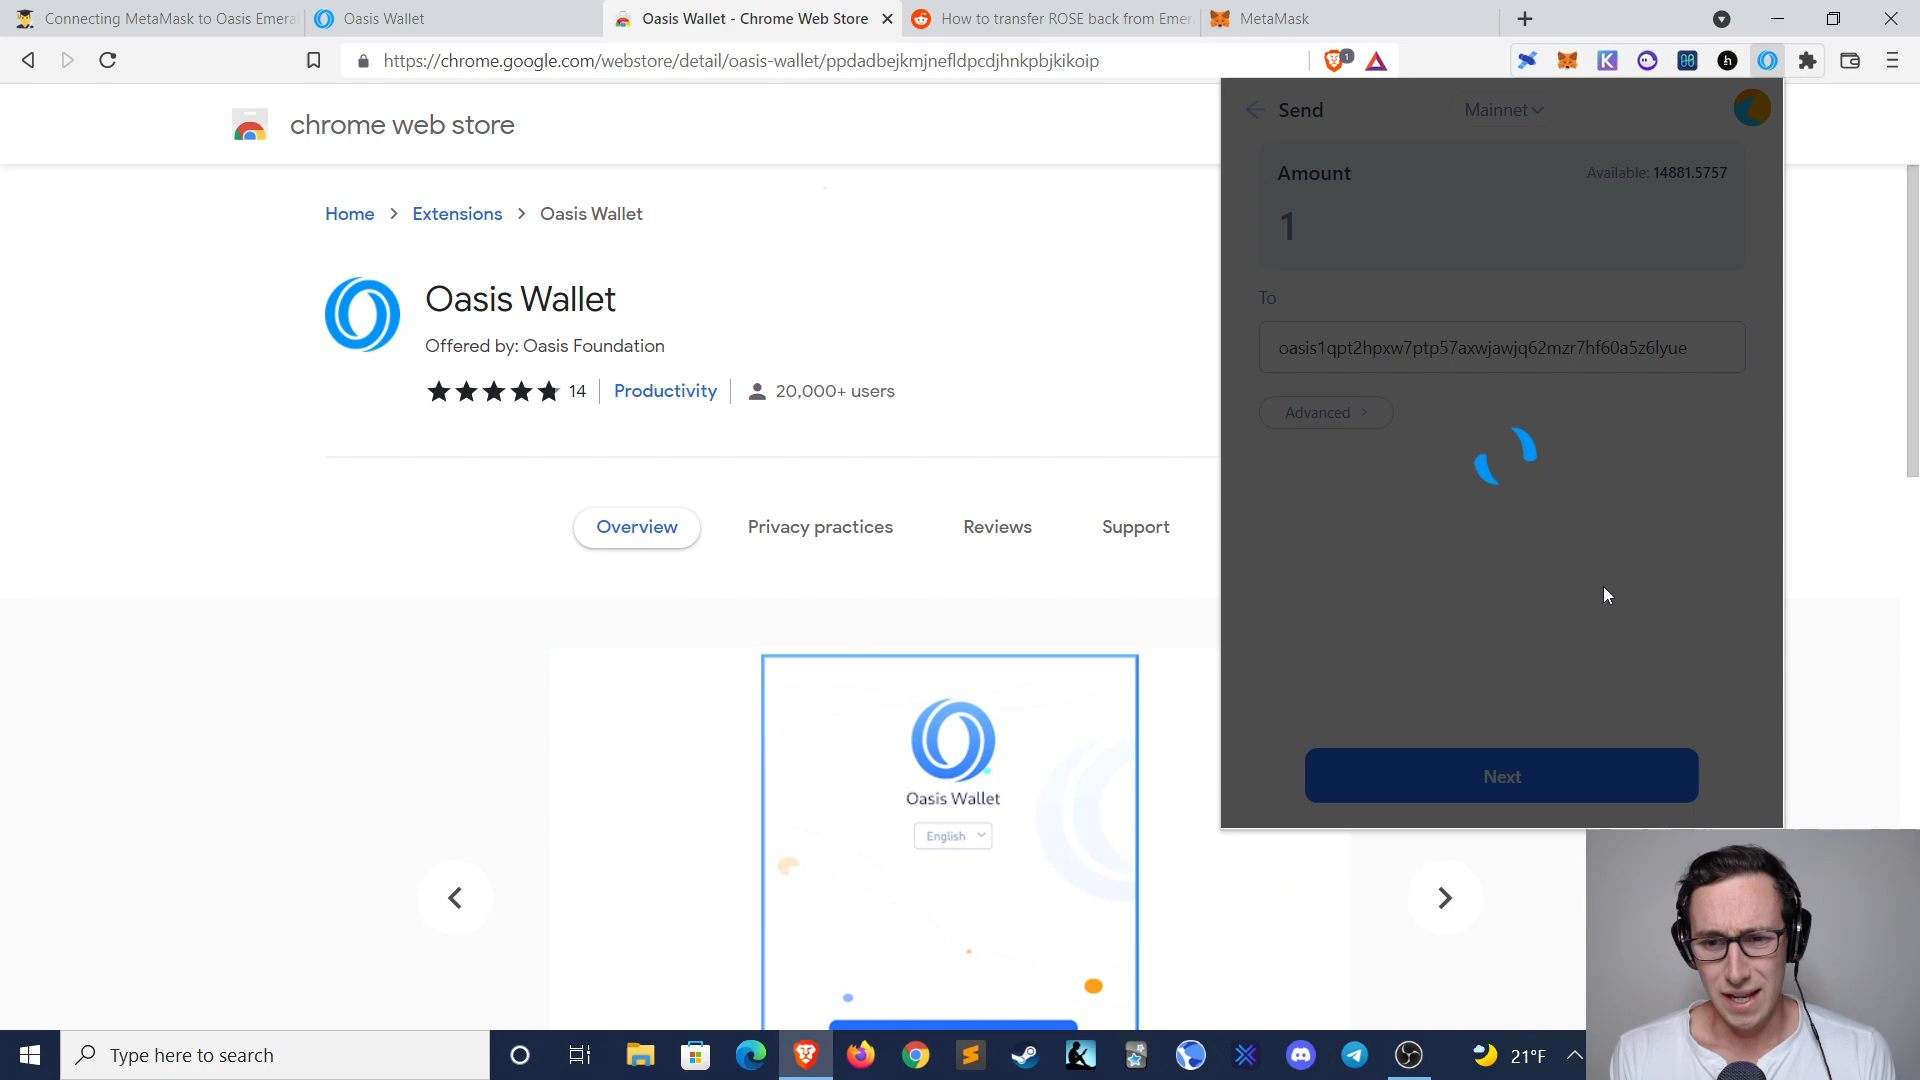 Connecting MetaMask to Oasis Emera
Oasis Wallet
Oasis Wallet - Chrome Web Store
How to transfer ROSE back from Emer
MetaMask
https://chrome.google.com/webstore/detail/oasis-wallet/ppdadbejkmjnefldpcdjhnkpbjkikoip
1
chrome web store
Home > Extensions > Oasis Wallet
Oasis Wallet
Offered by: Oasis Foundation
14
Productivity
20,000+ users
Overview
Privacy practices
Reviews
Support
Oasis Wallet
English
Send
Mainnet
Amount
Available: 14881.5757
1
To
oasis1qpt2hpxw7ptp57axwjawjq62mzr7hf60a5z6lyue
Advanced >
Next
Type here to search
21°F